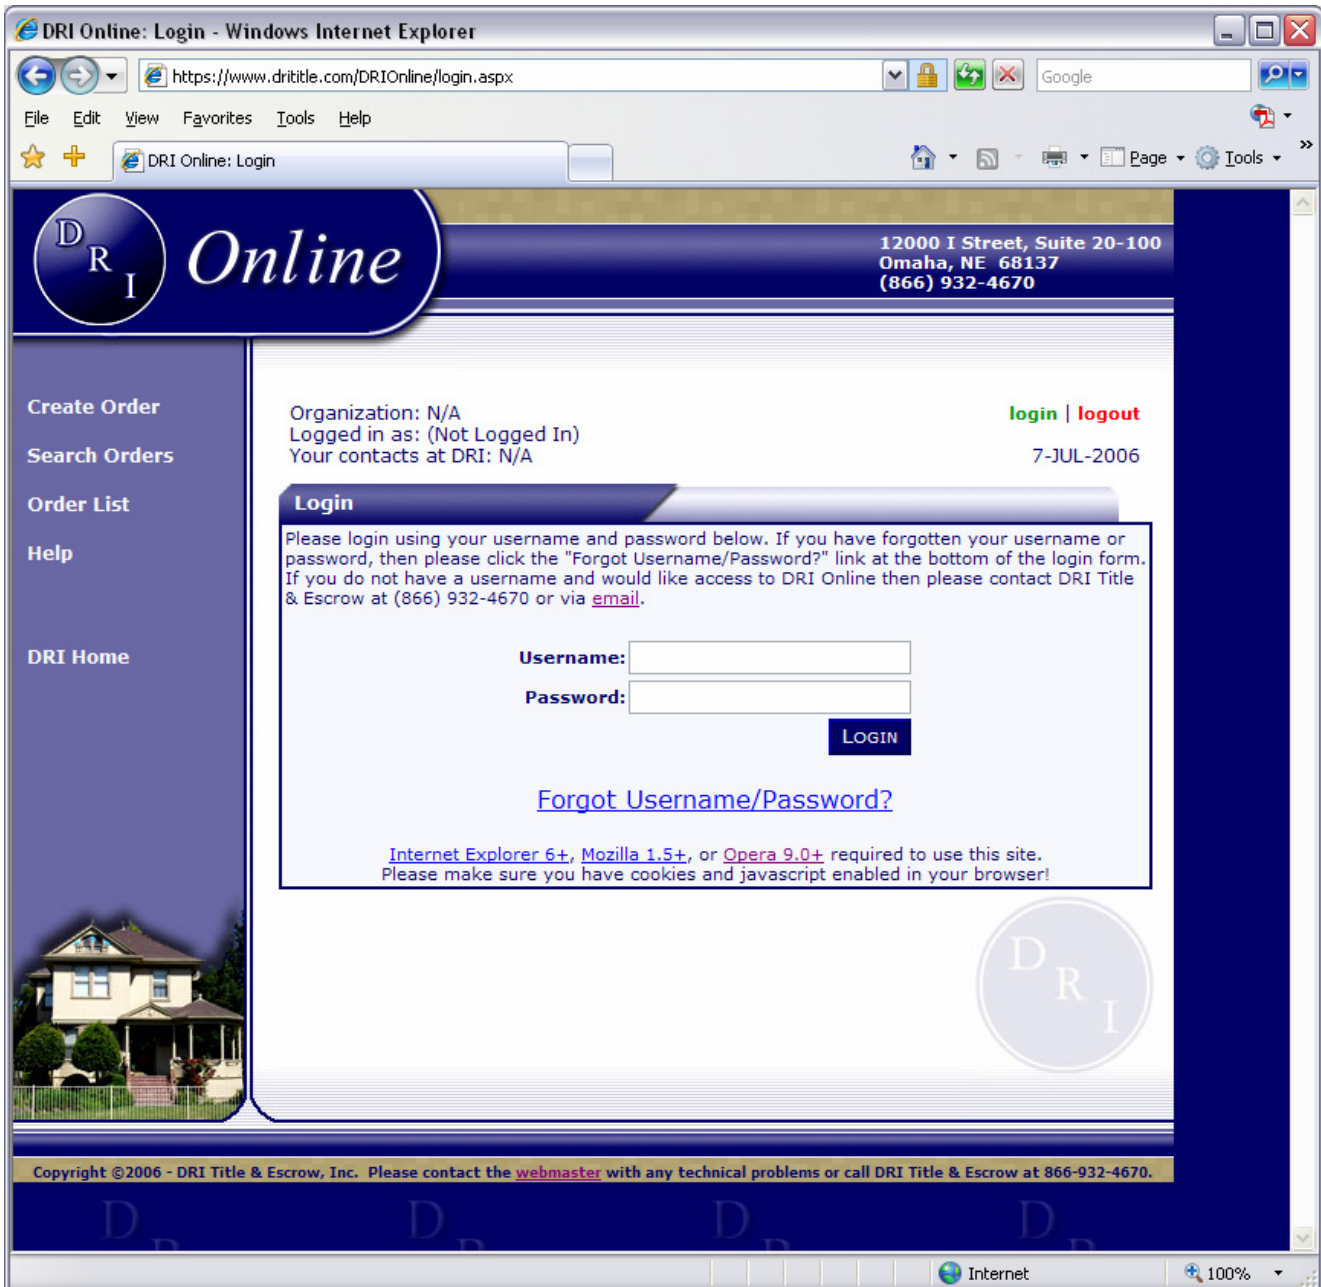 DRI Online: Login - Windows Internet Explorer
https://www.drititle.com/DRIOnline/login.aspx
Google
File Edit View Favorites Tools Help
DRI Online: Login
Page Tools »
D R I Online
12000 I Street, Suite 20-100
Omaha, NE 68137
(866) 932-4670
Create Order
Search Orders
Order List
Help
DRI Home
Organization: N/A
Logged in as: (Not Logged In)
Your contacts at DRI: N/A
login | logout
7-JUL-2006
Login
Please login using your username and password below. If you have forgotten your username or
password, then please click the "Forgot Username/Password?" link at the bottom of the login form.
If you do not have a username and would like access to DRI Online then please contact DRI Title
& Escrow at (866) 932-4670 or via email.
Username:
Password:
LOGIN
Forgot Username/Password?
Internet Explorer 6+, Mozilla 1.5+, or Opera 9.0+ required to use this site.
Please make sure you have cookies and javascript enabled in your browser!
D R I
Copyright ©2006 - DRI Title & Escrow, Inc. Please contact the webmaster with any technical problems or call DRI Title & Escrow at 866-932-4670.
D R D R D R D R
Internet 100%